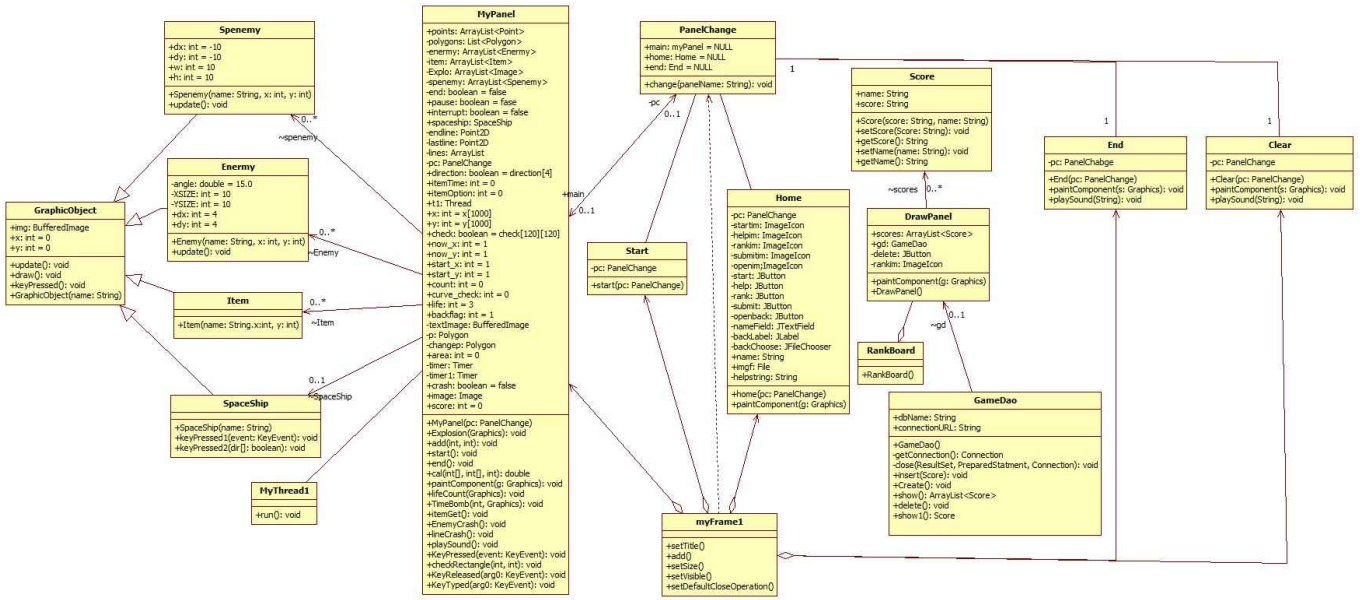 Spenemy
+dx: int = -10
+dy: int = -10
+w: int = 10
+h: int = 10
+Spenemy(name: String, x: int, y: int)
+update(): void
0..*
~spenemy
Enermy
-angle: double = 15.0
-XSIZE: int = 10
-YSIZE: int = 10
+dx: int = 4
+dy: int = 4
+Enemy(name: String, x: int, y: int)
+update(): void
0..*
~Enemy
GraphicObject
+img: BufferedImage
+x: int = 0
+y: int = 0
+update(): void
+draw(): void
+keyPressed(): void
+GraphicObject(name: String)
Item
+Item(name: String.x:int, y: int)
0..*
~Item
SpaceShip
+SpaceShip(name: String)
+keyPressed1(event: KeyEvent): void
+keyPressed2(dir[]: boolean): void
0..1
~SpaceShip
MyThread1
+run(): void
MyPanel
+points: ArrayList<Point>
-polygons: List<Polygon>
-enermy: ArrayList<Enermy>
-item: ArrayList<Item>
-Explo: ArrayList<Image>
-spenemy: ArrayList<Spenemy>
-end: boolean = false
+pause: boolean = fase
+interrupt: boolean = false
+spaceship: SpaceShip
-endline: Point2D
-lastline: Point2D
-lines: ArrayList
-pc: PanelChange
+direction: boolean = direction[4]
+itemTime: int = 0
+itemOption: int = 0
+t1: Thread
+x: int = x[1000]
+y: int = y[1000]
+check: boolean = check[120][120]
+now_x: int = 1
+now_y: int = 1
+start_x: int = 1
+start_y: int = 1
+count: int = 0
+curve_check: int = 0
+life: int = 3
+backflag: int = 1
-textImage: BufferedImage
-p: Polygon
-changep: Polygon
+area: int = 0
-timer: Timer
-timer1: Timer
+crash: boolean = false
+image: Image
+score: int = 0
+MyPanel(pc: PanelChange)
+Explosion(Graphics): void
+add(int, int): void
+start(): void
+end(): void
+cal(int[], int[], int): double
+paintComponent(g: Graphics): void
+lifeCount(Graphics): void
+TimeBomb(int, Graphics): void
+itemGet(): void
+EnemyCrash(): void
+lineCrash(): void
+playSound(): void
+KeyPressed(event: KeyEvent): void
+checkRectangle(int, int): void
+KeyReleased(arg0: KeyEvent): void
+KeyTyped(arg0: KeyEvent): void
PanelChange
+main: myPanel = NULL
+home: Home = NULL
+end: End = NULL
+change(panelName: String): void
-pc
0..1
+main
0..1
1
1
1
Start
-pc: PanelChange
+start(pc: PanelChange)
Home
-pc: PanelChange
-startim: ImageIcon
-helpim: ImageIcon
-rankim: ImageIcon
-submitim: ImageIcon
-openim;ImageIcon
-start: JButton
-help: JButton
-rank: JButton
-submit: JButton
-openback: JButton
-nameField: JTextField
-backLabel: JLabel
-backChoose: JFileChooser
+name: String
+imgf: File
-helpstring: String
+home(pc: PanelChange)
+paintComponent(g: Graphics)
myFrame1
+setTitle()
+add()
+setSize()
+setVisible()
+setDefaultCloseOperation()
Score
+name: String
+score: String
+Score(score: String, name: String)
+setScore(Score: String): void
+getScore(): String
+setName(name: String): void
+getName(): String
~scores
0..*
DrawPanel
+scores: ArrayList<Score>
+gd: GameDao
-delete: JButton
-rankim: ImageIcon
+paintComponent(g: Graphics)
+DrawPanel()
0..1
~gd
RankBoard
+RankBoard()
GameDao
+dbName: String
+connectionURL: String
+GameDao()
-getConnection(): Connection
-close(ResultSet, PreparedStatment, Connection): void
+insert(Score): void
+Create(): void
+show(): ArrayList<Score>
+delete(): void
+show1(): Score
End
-pc: PanelChabge
+End(pc: PanelChange)
+paintComponent(s: Graphics): void
+playSound(String): void
Clear
-pc: PanelChange
+Clear(pc: PanelChange)
+paintComponent(s: Graphics): void
+playSound(String): void